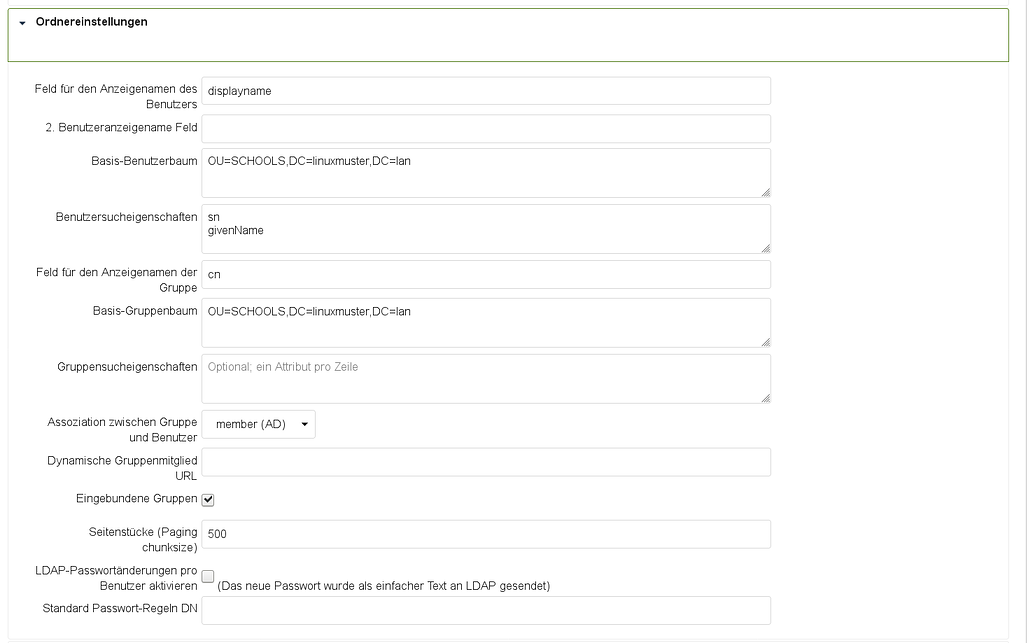 Ordnereinstellungen
Feld für den Anzeigenamen des
Benutzers
displayname
2. Benutzeranzeigename Feld
Basis-Benutzerbaum
OU=SCHOOLS,DC=linuxmuster,DC=lan
Benutzersucheigenschaften
sn
givenName
Feld für den Anzeigenamen der
Gruppe
cn
Basis-Gruppenbaum
OU=SCHOOLS,DC=linuxmuster,DC=lan
Gruppensucheigenschaften
Optional; ein Attribut pro Zeile
Assoziation zwischen Gruppe
und Benutzer
member (AD)
Dynamische Gruppenmitglied
URL
Eingebundene Gruppen
Seitenstücke (Paging
chunksize)
500
LDAP-Passwortänderungen pro
Benutzer aktivieren
(Das neue Passwort wurde als einfacher Text an LDAP gesendet)
Standard Passwort-Regeln DN